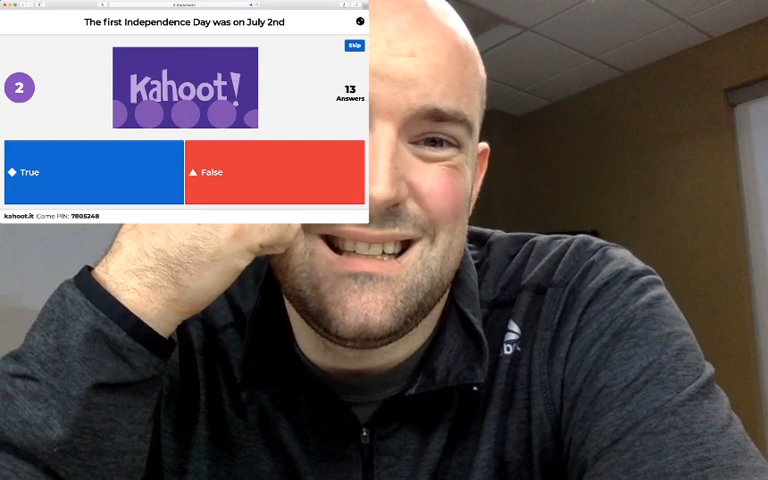 The first Independence Day was on July 2nd
Skip
2
Kahoot!
13
Answers
True
False
kahoot.it Game PIN: 7805248